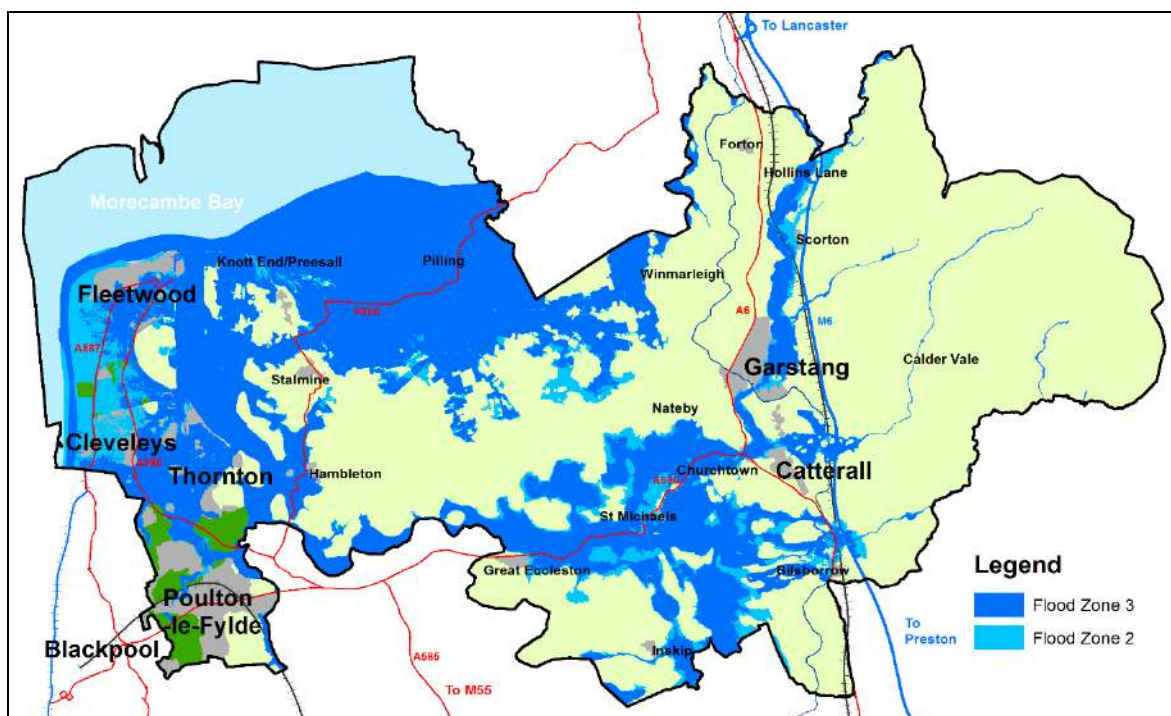 To Lancaster
Forton
Hollins Lane
Morecambe Bay
Scorton
Knott End/Preesall
Pilling
Winmarleigh
Fleetwood
A588
A6
M6
A587
Garstang
Calder Vale
Stalmine
Nateby
Cleveleys
Thornton
Hambleton
Churchtown
Catterall
A586
St Michaels
Great Eccleston
Bilsborrow
Legend
Flood Zone 3
Flood Zone 2
To
Preston
Poulton
-le-Fylde
Blackpool
Inskip
A585
To M55